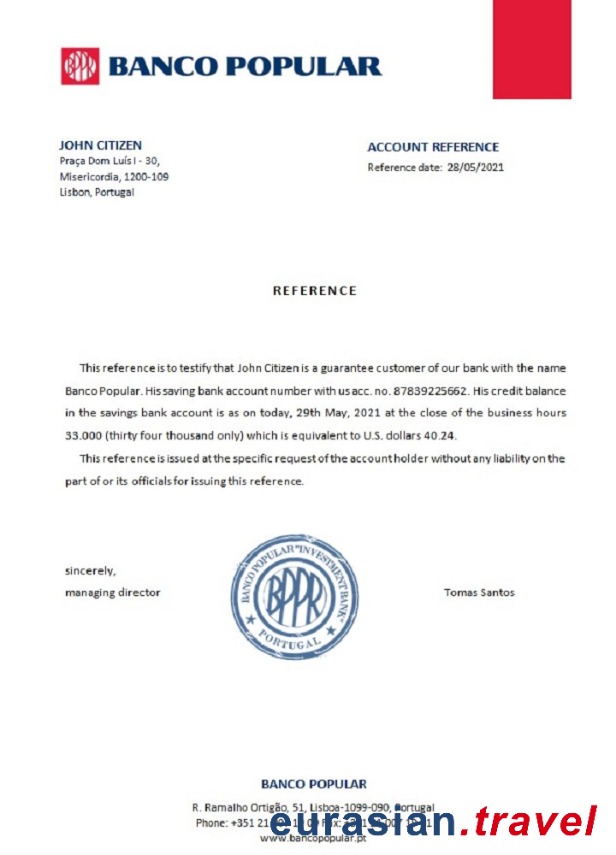 BANCO POPULAR
JOHN CITIZEN
Praça Dom Luís I - 30,
Misericordia, 1200-109
Lisbon, Portugal
ACCOUNT REFERENCE
Reference date: 28/05/2021
REFERENCE
This reference is to testify that John Citizen is a guarantee customer of our bank with the name
Banco Popular. His saving bank account number with us acc. no. 87839225662. His credit balance
in the savings bank account is as on today, 29th May, 2021 at the close of the business hours
33.000 (thirty four thousand only) which is equivalent to U.S. dollars 40.24.
This reference is issued at the specific request of the account holder without any liability on the
part of or its officials for issuing this reference.
sincerely,
managing director
BANCO POPULAR "INVESTMENT BANK"
BPPR
PORTUGAL
Tomas Santos
BANCO POPULAR
R. Ramalho Ortigão, 51, Lisboa-1099-090, Portugal
Phone: +351 21
www.bancopopular.pt
eurasian.travel